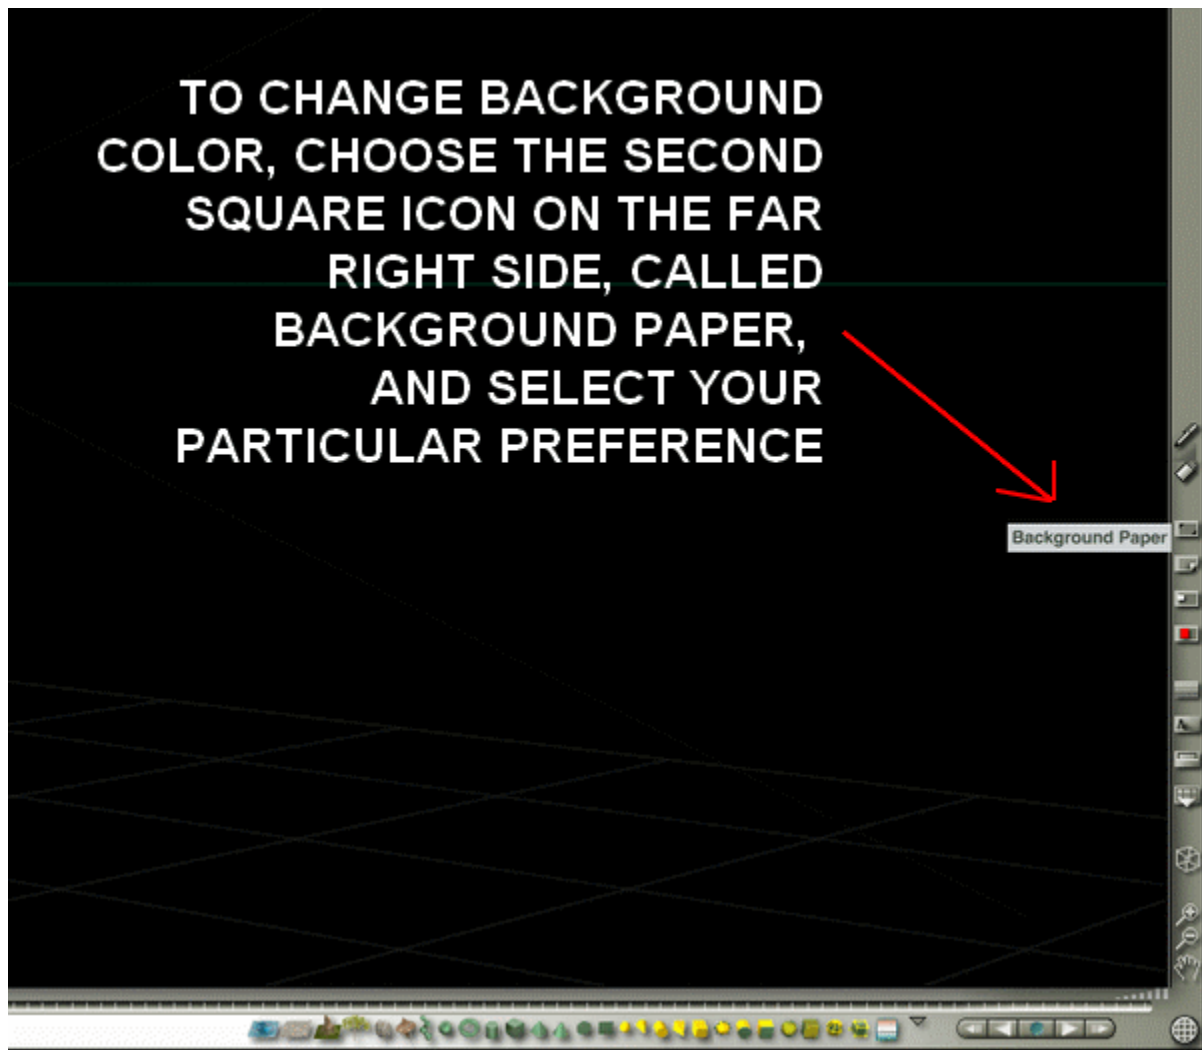 TO CHANGE BACKGROUND
COLOR, CHOOSE THE SECOND
SQUARE ICON ON THE FAR
RIGHT SIDE, CALLED
BACKGROUND PAPER,
AND SELECT YOUR
PARTICULAR PREFERENCE
Background Paper